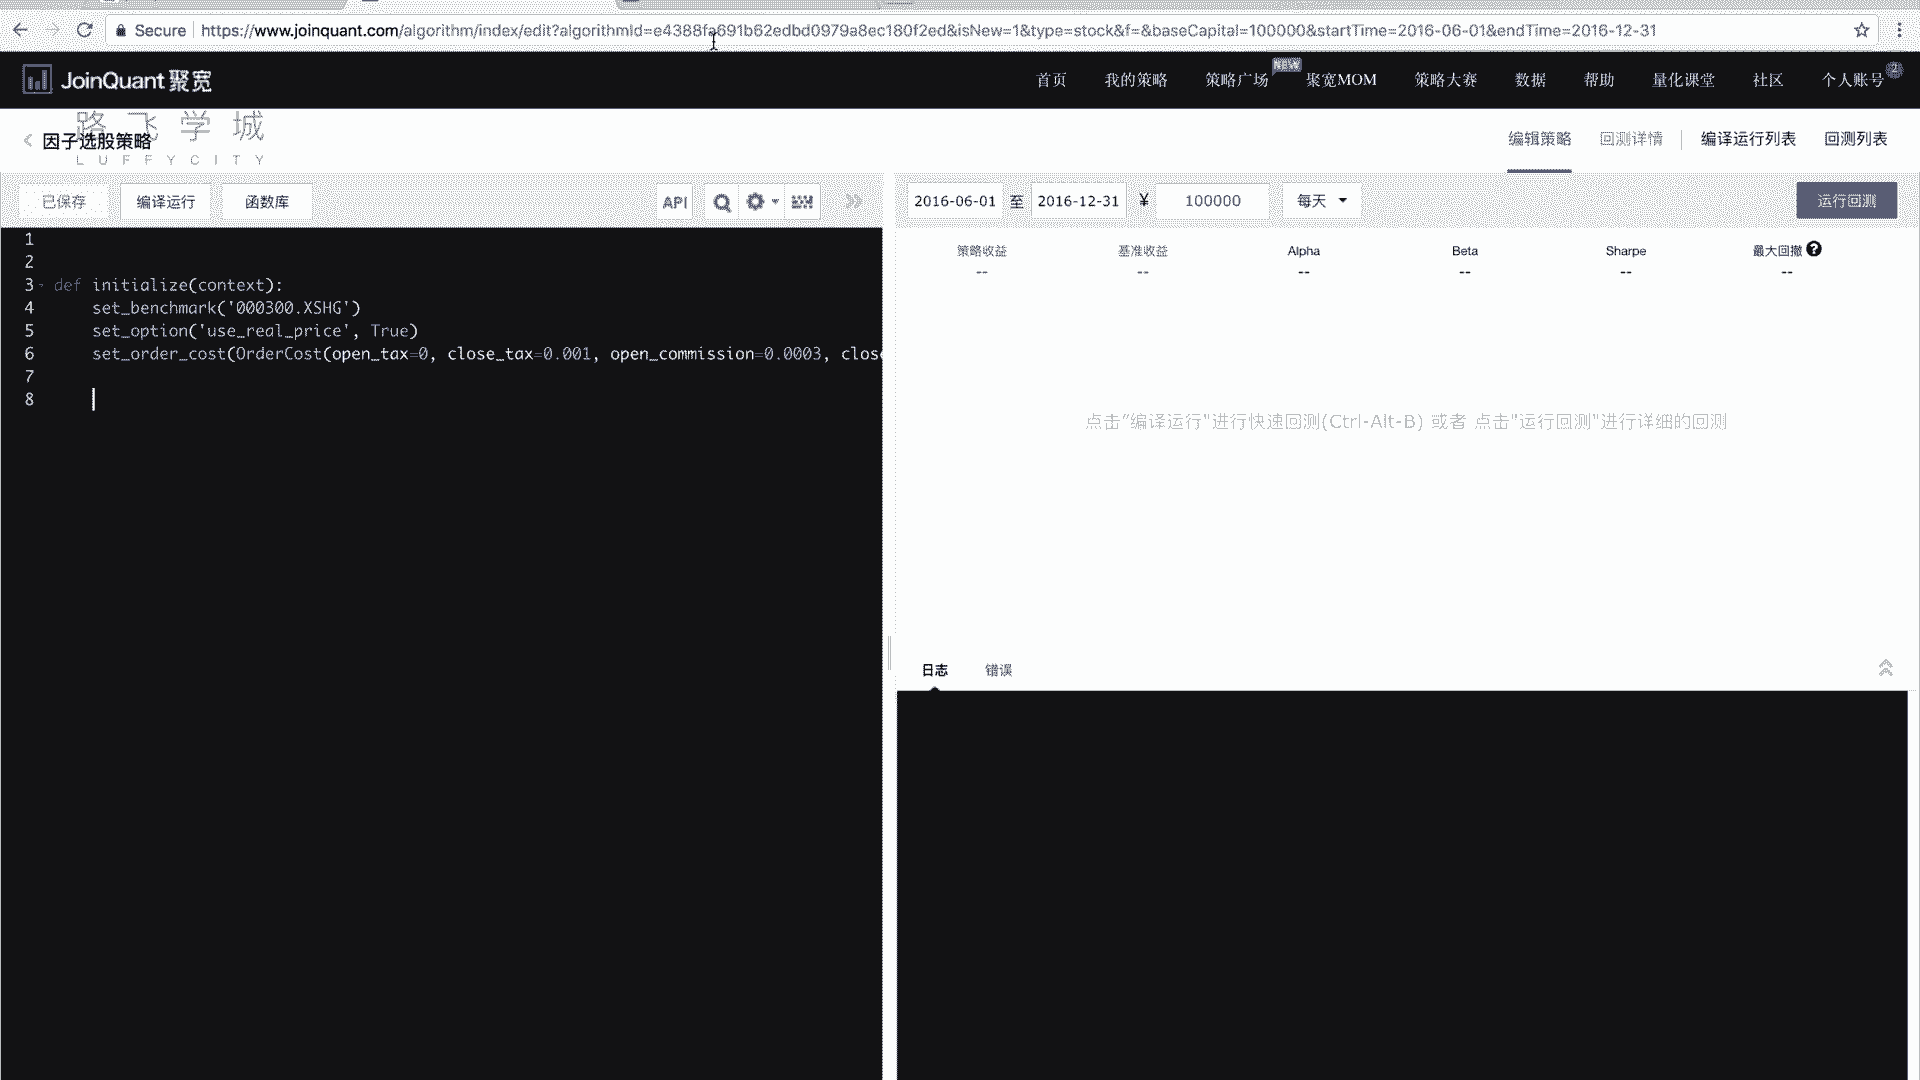 Secure https://www.joinquant.com/algorithm/index/edit?algorithmId=e4388fa691b62edbd0979a8ec180f2ed&isNew=1&type=stock&f=&baseCapital=100000&startTime=2016-06-01&endTime=2016-12-31
JoinQuant 聚宽 首页 我的策略 策略广场 NEW 聚宽MOM 策略大赛 数据 帮助 量化课堂 社区 个人账号 2
路飞学城
LUFFYCITY
因子选股策略 编辑策略 回测详情 编译运行列表 回测列表
已保存 编译运行 函数库 API 2016-06-01 至 2016-12-31 ¥ 100000 每天 运行回测
策略收益 基准收益 Alpha Beta Sharpe 最大回撤 ?
-- -- -- -- -- --
1
2
3 def initialize(context):
4 set_benchmark('000300.XSHG')
5 set_option('use_real_price', True)
6 set_order_cost(OrderCost(open_tax=0, close_tax=0.001, open_commission=0.0003, close
7
8
点击"编译运行"进行快速回测(Ctrl-Alt-B) 或者 点击"运行回测"进行详细的回测
日志 错误